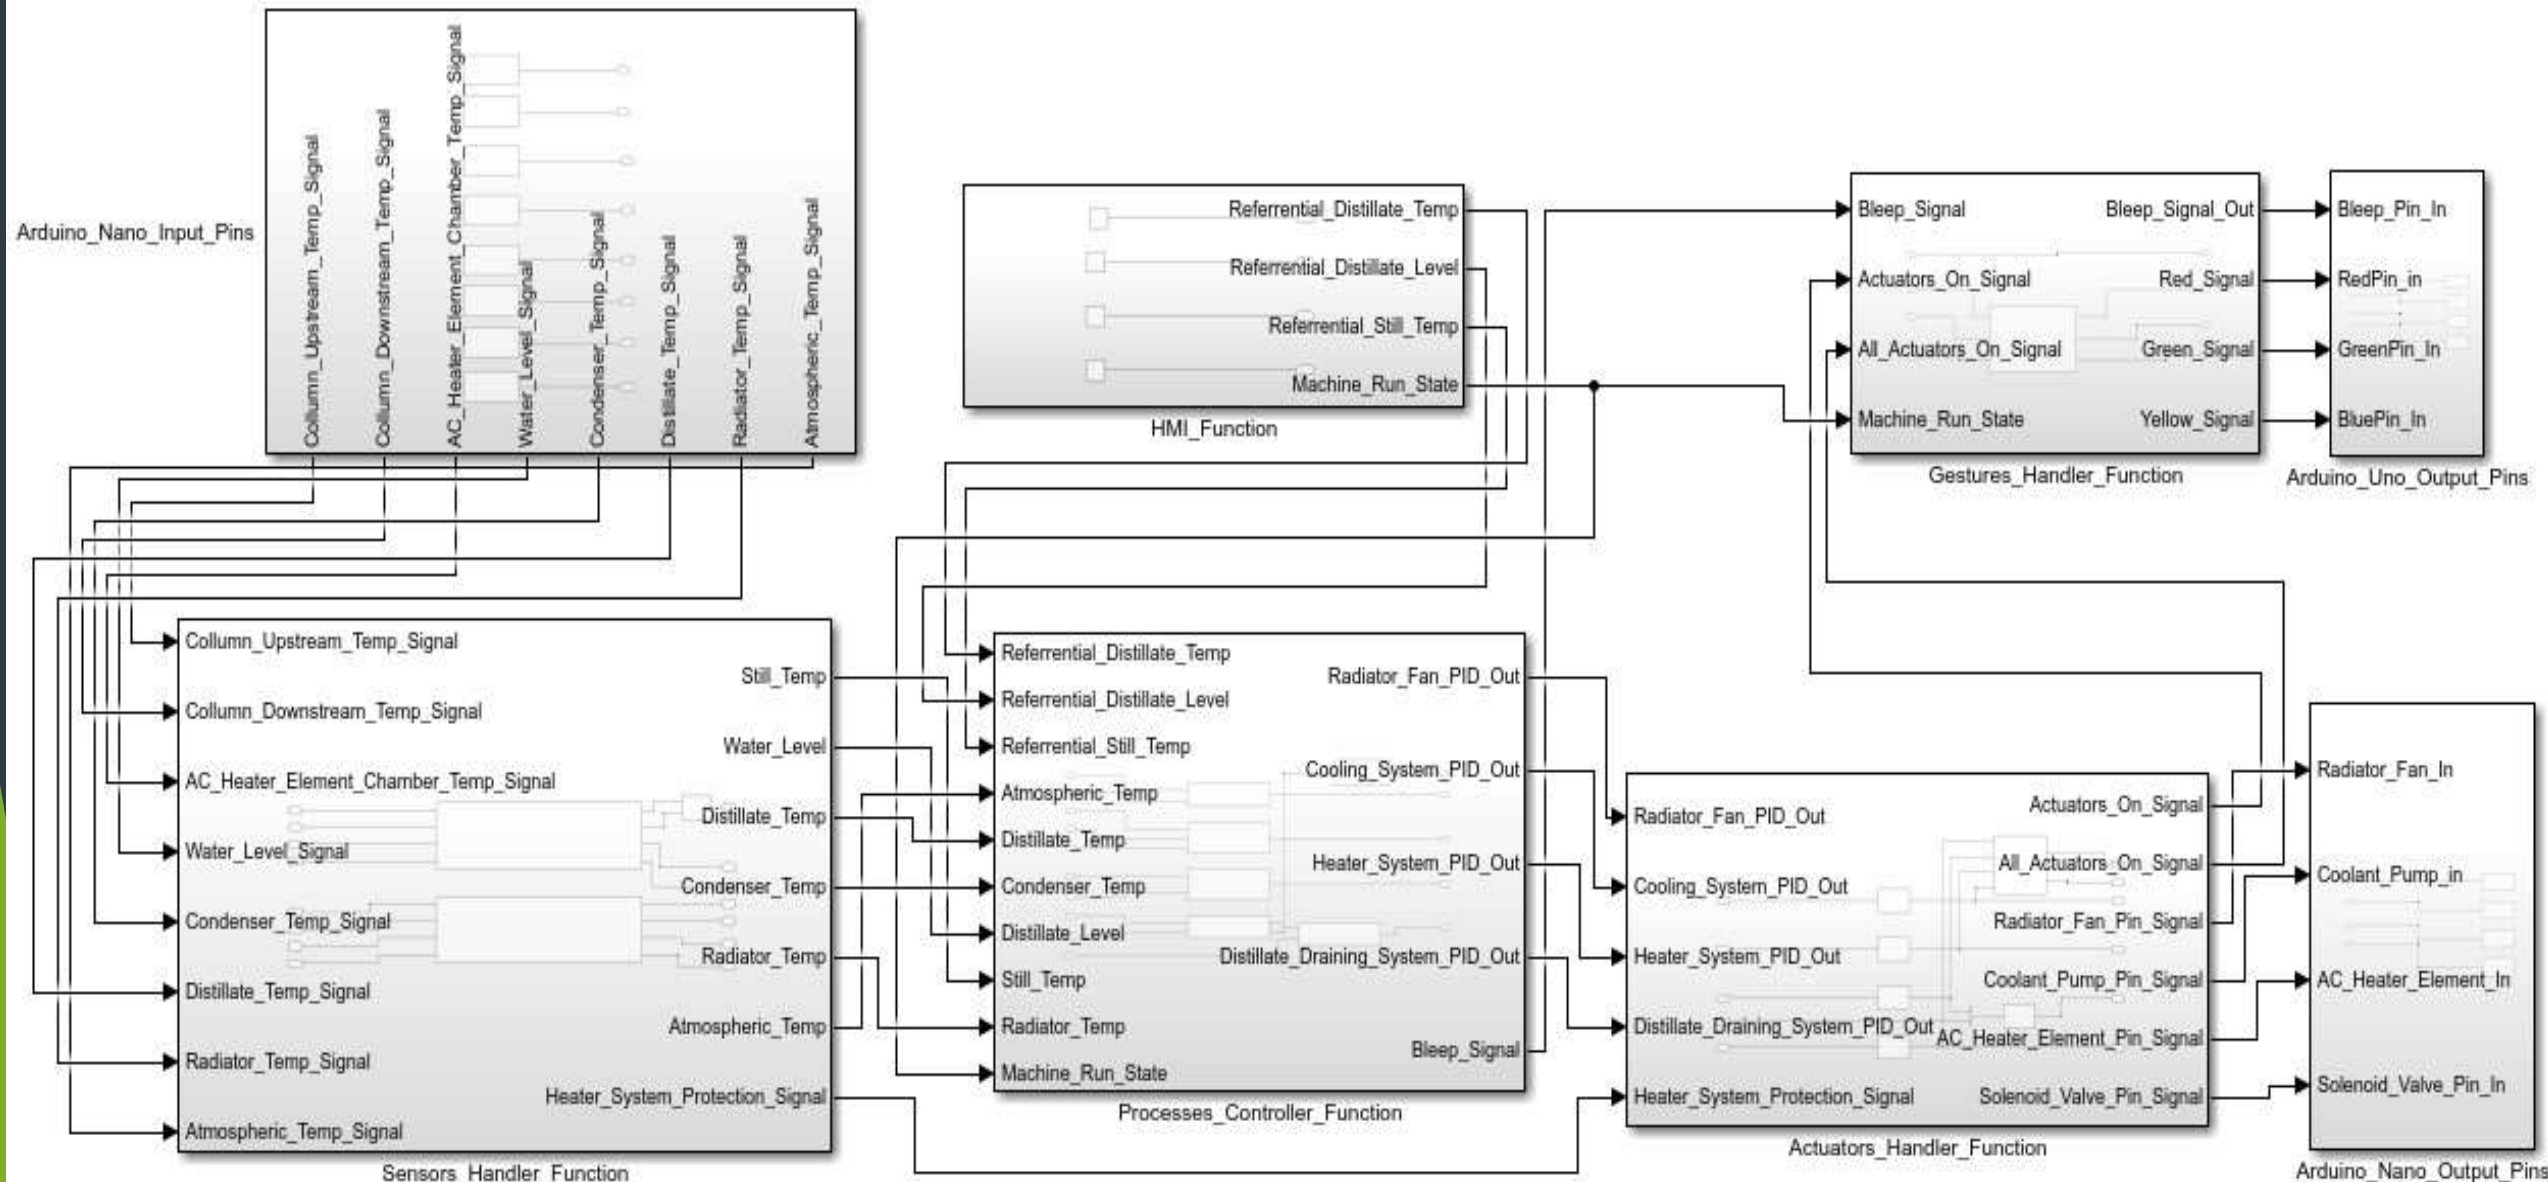 Arduino_Nano_Input_Pins
Collumn_Upstream_Temp_Signal
Collumn_Downstream_Temp_Signal
AC_Heater_Element_Chamber_Temp_Signal
Water_Level_Signal
Condenser_Temp_Signal
Distillate_Temp_Signal
Radiator_Temp_Signal
Atmospheric_Temp_Signal
Referrential_Distillate_Temp
Referrential_Distillate_Level
Referrential_Still_Temp
Machine_Run_State
HMI_Function
Bleep_Signal
Actuators_On_Signal
All_Actuators_On_Signal
Machine_Run_State
Bleep_Signal_Out
Red_Signal
Green_Signal
Yellow_Signal
Gestures_Handler_Function
Bleep_Pin_In
RedPin_in
GreenPin_In
BluePin_In
Arduino_Uno_Output_Pins
Collumn_Upstream_Temp_Signal
Collumn_Downstream_Temp_Signal
AC_Heater_Element_Chamber_Temp_Signal
Water_Level_Signal
Condenser_Temp_Signal
Distillate_Temp_Signal
Radiator_Temp_Signal
Atmospheric_Temp_Signal
Still_Temp
Water_Level
Distillate_Temp
Condenser_Temp
Radiator_Temp
Atmospheric_Temp
Heater_System_Protection_Signal
Sensors_Handler_Function
Referrential_Distillate_Temp
Referrential_Distillate_Level
Referrential_Still_Temp
Atmospheric_Temp
Distillate_Temp
Condenser_Temp
Distillate_Level
Still_Temp
Radiator_Temp
Machine_Run_State
Radiator_Fan_PID_Out
Cooling_System_PID_Out
Heater_System_PID_Out
Distillate_Draining_System_PID_Out
Bleep_Signal
Processes_Controller_Function
Radiator_Fan_PID_Out
Cooling_System_PID_Out
Heater_System_PID_Out
Distillate_Draining_System_PID_Out
Heater_System_Protection_Signal
Actuators_On_Signal
All_Actuators_On_Signal
Radiator_Fan_Pin_Signal
Coolant_Pump_Pin_Signal
AC_Heater_Element_Pin_Signal
Solenoid_Valve_Pin_Signal
Actuators_Handler_Function
Radiator_Fan_In
Coolant_Pump_in
AC_Heater_Element_In
Solenoid_Valve_Pin_In
Arduino_Nano_Output_Pins